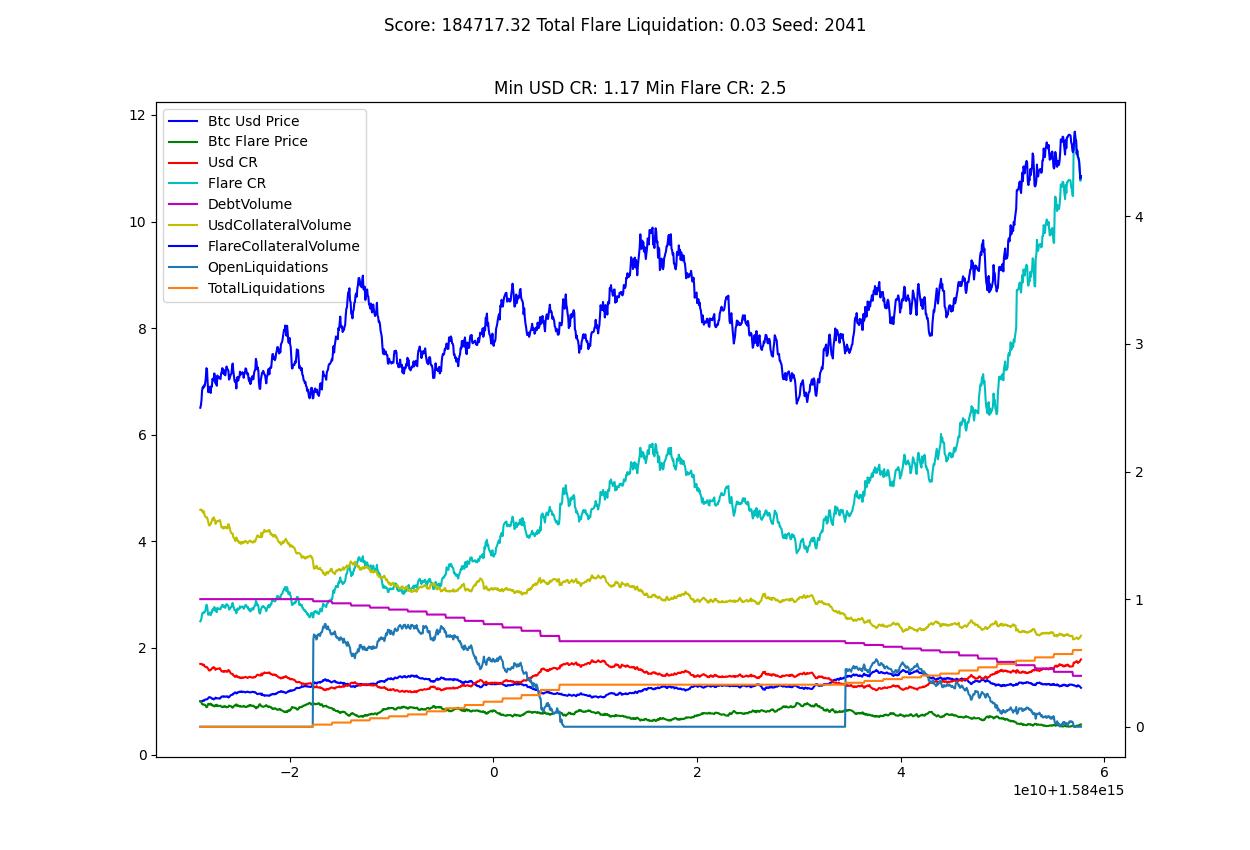 Score: 184717.32 Total Flare Liquidation: 0.03 Seed: 2041
Min USD CR: 1.17 Min Flare CR: 2.5
Btc Usd Price
Btc Flare Price
Usd CR
Flare CR
DebtVolume
UsdCollateralVolume
FlareCollateralVolume
OpenLiquidations
TotalLiquidations
12
10
8
6
4
2
0
4
3
2
1
0
−2 0 2 4 6
1e10+1.584e15